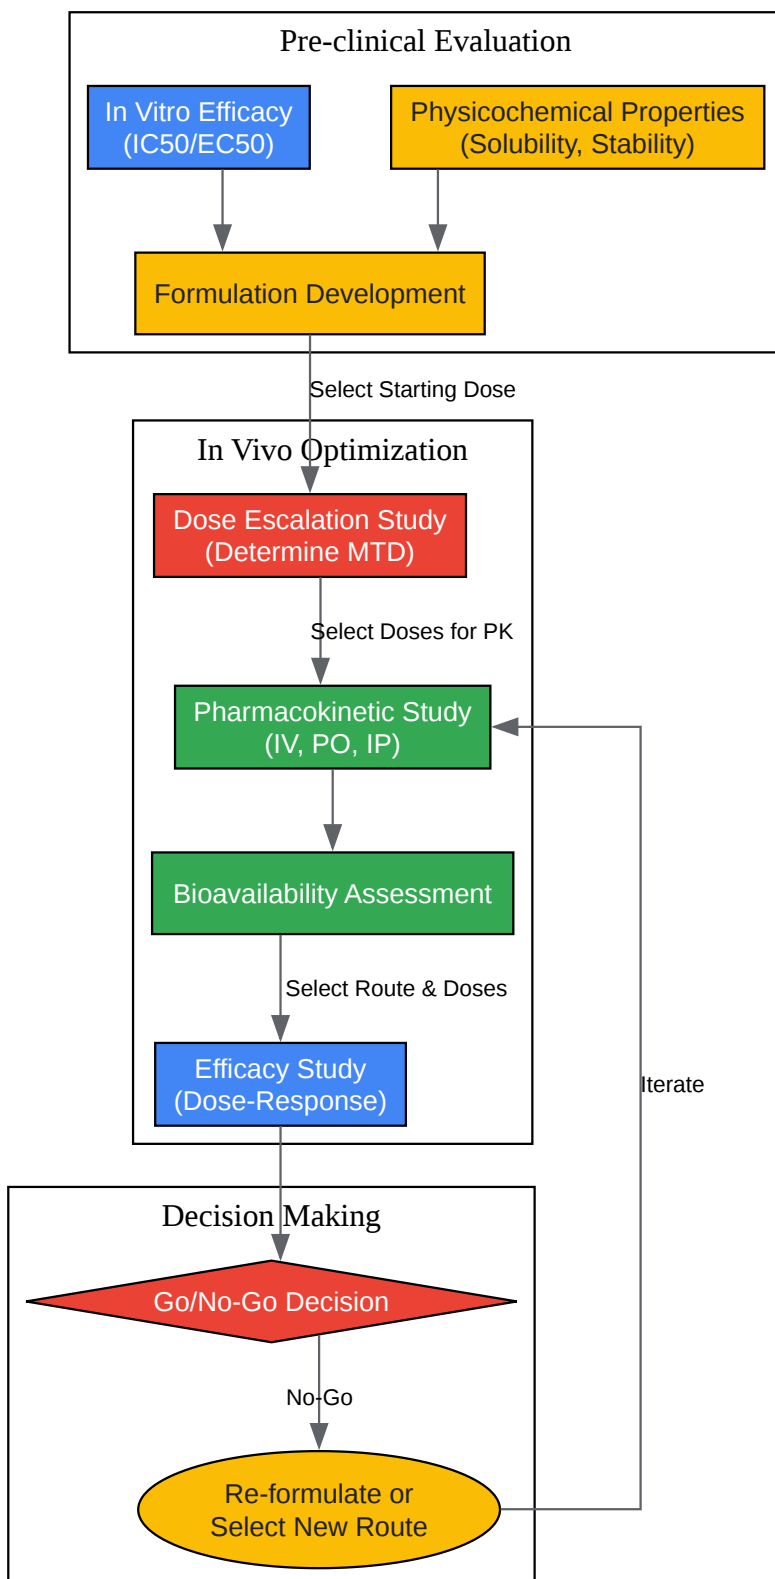 Pre-clinical Evaluation
In Vitro Efficacy
(IC50/EC50)
Physicochemical Properties
(Solubility, Stability)
Formulation Development
Select Starting Dose
In Vivo Optimization
Dose Escalation Study
(Determine MTD)
Select Doses for PK
Pharmacokinetic Study
(IV, PO, IP)
Bioavailability Assessment
Select Route & Doses
Efficacy Study
(Dose-Response)
Iterate
Decision Making
Go/No-Go Decision
No-Go
Re-formulate or
Select New Route